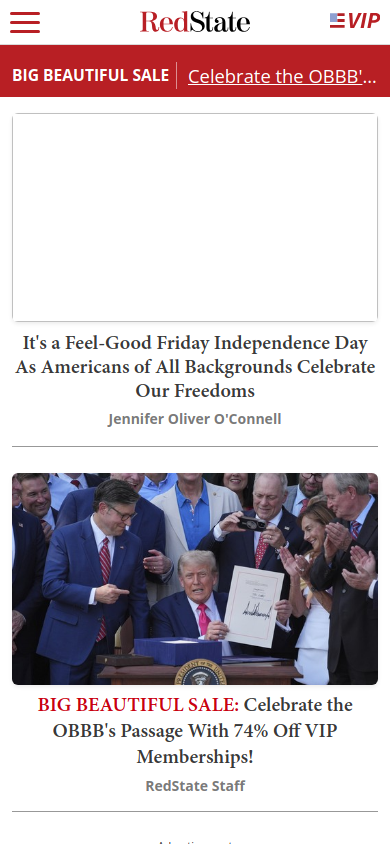 RedState
VIP
BIG BEAUTIFUL SALE
Celebrate the OBBB'...
It's a Feel-Good Friday Independence Day
As Americans of All Backgrounds Celebrate
Our Freedoms
Jennifer Oliver O'Connell
BIG BEAUTIFUL SALE: Celebrate the
OBBB's Passage With 74% Off VIP
Memberships!
RedState Staff